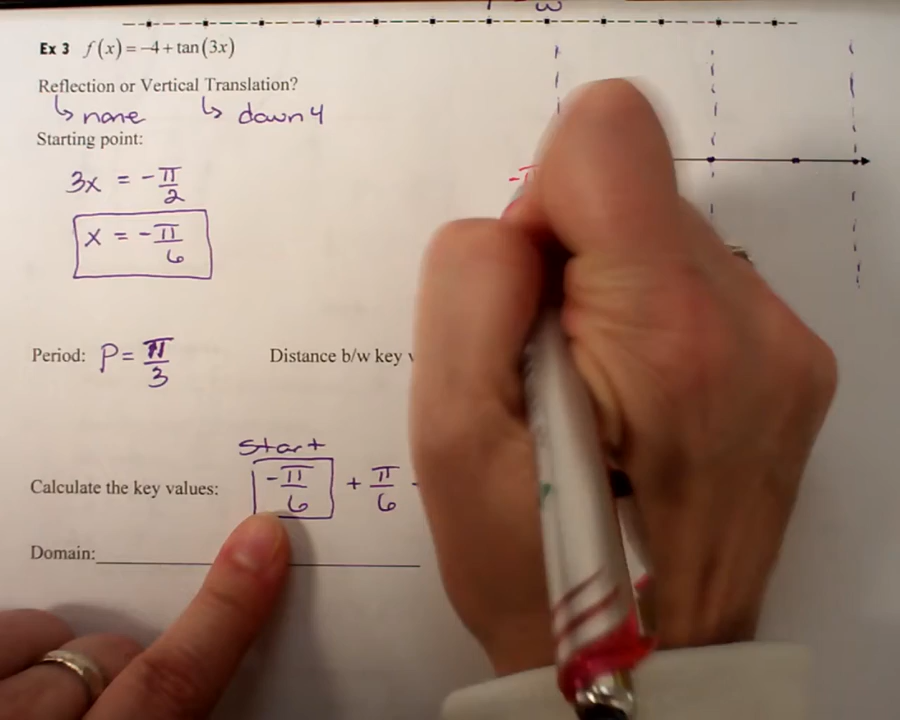 Ex 3 f(x) = -4 + tan(3x)
Reflection or Vertical Translation?
↳ none ↳ down 4
Starting point:
3x = -π/2
x = -π/6
Period: P = π/3 Distance b/w key
start
Calculate the key values: -π/6 + π/6
Domain: